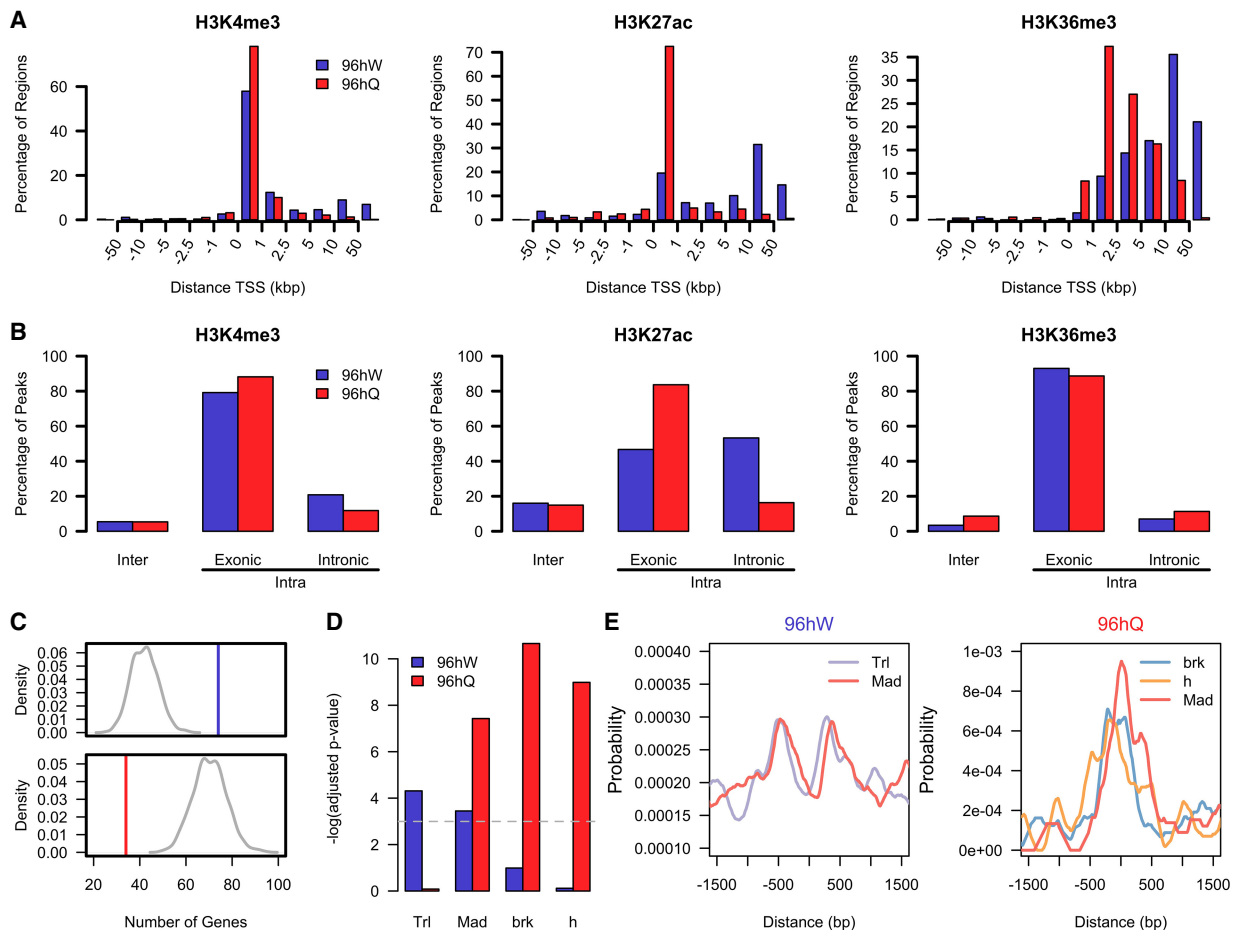 A
H3K4me3
H3K27ac
H3K36me3
Percentage of Regions
0
20
40
60
96hW
96hQ
-50 -10 -5 -2.5 -1 0 1 2.5 5 10 50
Distance TSS (kbp)
Percentage of Regions
0
10
20
30
40
50
60
70
-50 -10 -5 -2.5 -1 0 1 2.5 5 10 50
Distance TSS (kbp)
Percentage of Regions
0
5
10
15
20
25
30
35
-50 -10 -5 -2.5 -1 0 1 2.5 5 10 50
Distance TSS (kbp)
B
H3K4me3
H3K27ac
H3K36me3
Percentage of Peaks
0
20
40
60
80
100
96hW
96hQ
Inter Exonic Intronic
Intra
Percentage of Peaks
0
20
40
60
80
100
Inter Exonic Intronic
Intra
Percentage of Peaks
0
20
40
60
80
100
Inter Exonic Intronic
Intra
C
Density
0.00
0.01
0.02
0.03
0.04
0.05
0.06
Density
0.00
0.01
0.02
0.03
0.04
0.05
20 40 60 80 100
Number of Genes
D
-log(adjusted p-value)
0
2
4
6
8
10
96hW
96hQ
Trl Mad brk h
E
96hW
Probability
0.00040
0.00035
0.00030
0.00025
0.00020
0.00015
0.00010
Trl
Mad
-1500 -500 500 1500
Distance (bp)
96hQ
Probability
1e-03
8e-04
6e-04
4e-04
2e-04
0e+00
brk
h
Mad
-1500 -500 500 1500
Distance (bp)